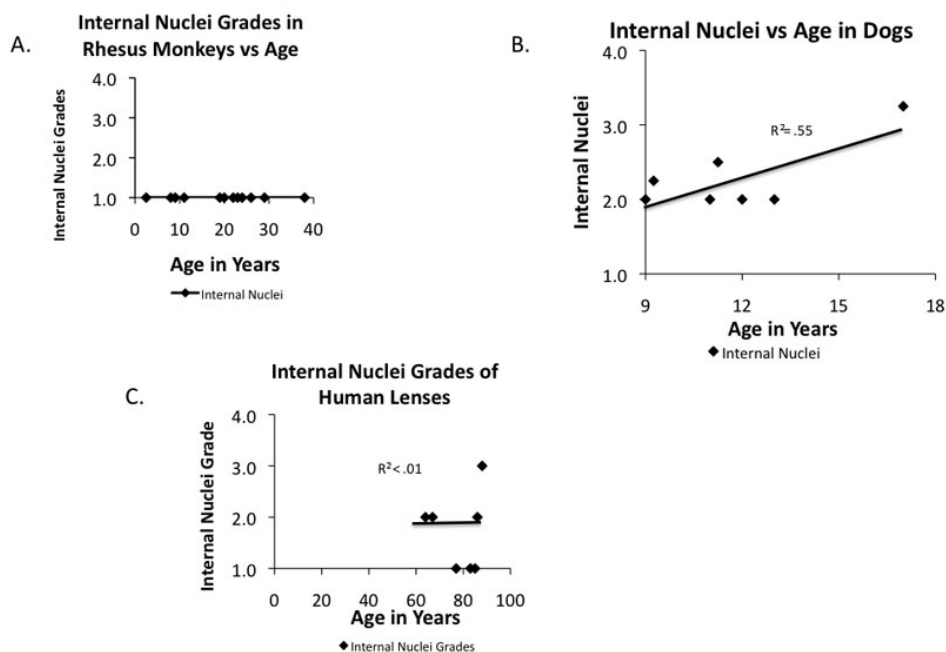 A.
Internal Nuclei Grades in
Rhesus Monkeys vs Age
Internal Nuclei Grades
4.0
3.0
2.0
1.0
0 10 20 30 40
Age in Years
Internal Nuclei
B.
Internal Nuclei vs Age in Dogs
Internal Nuclei
4.0
3.0
2.0
1.0
R²= .55
9 12 15 18
Age in Years
Internal Nuclei
C.
Internal Nuclei Grades of
Human Lenses
Internal Nuclei Grade
4.0
3.0
2.0
1.0
R² < .01
0 20 40 60 80 100
Age in Years
Internal Nuclei Grades